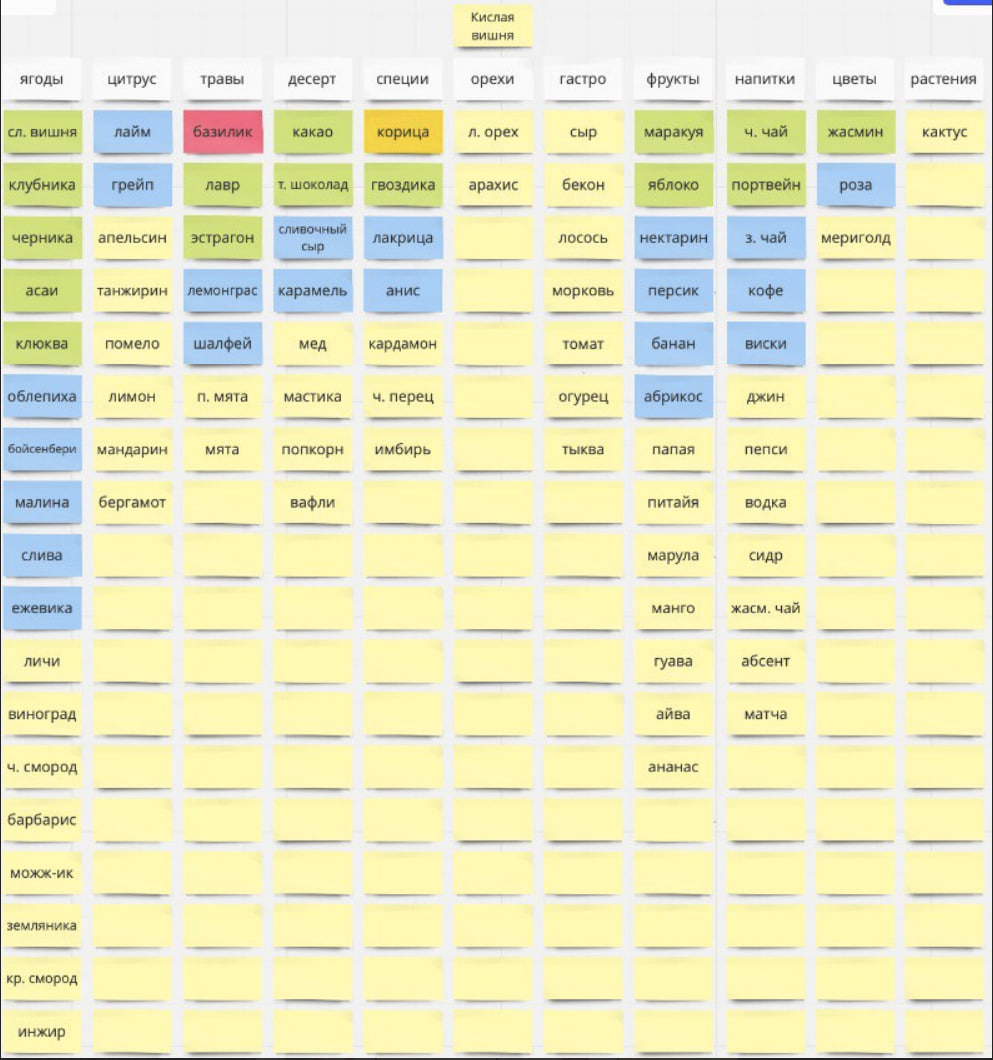 Кислая
вишня
ягоды цитрус травы десерт специи орехи гастро фрукты напитки цветы растения
сл. вишня лайм базилик какао корица л. орех сыр маракуя ч. чай жасмин кактус
клубника грейп лавр т. шоколад гвоздика арахис бекон яблоко портвейн роза
черника апельсин эстрагон сливочный сыр лакрица лосось нектарин з. чай мериголд
асаи танжирин лемонграс карамель анис морковь персик кофе
клюква помело шалфей мед кардамон томат банан виски
облепиха лимон п. мята мастика ч. перец огурец абрикос джин
бойсенбери мандарин мята попкорн имбирь тыква папая пепси
малина бергамот вафли питайя водка
слива марула сидр
ежевика манго жасм. чай
личи гуава абсент
виноград айва матча
ч. смород ананас
барбарис
можж-ик
земляника
кр. смород
инжир